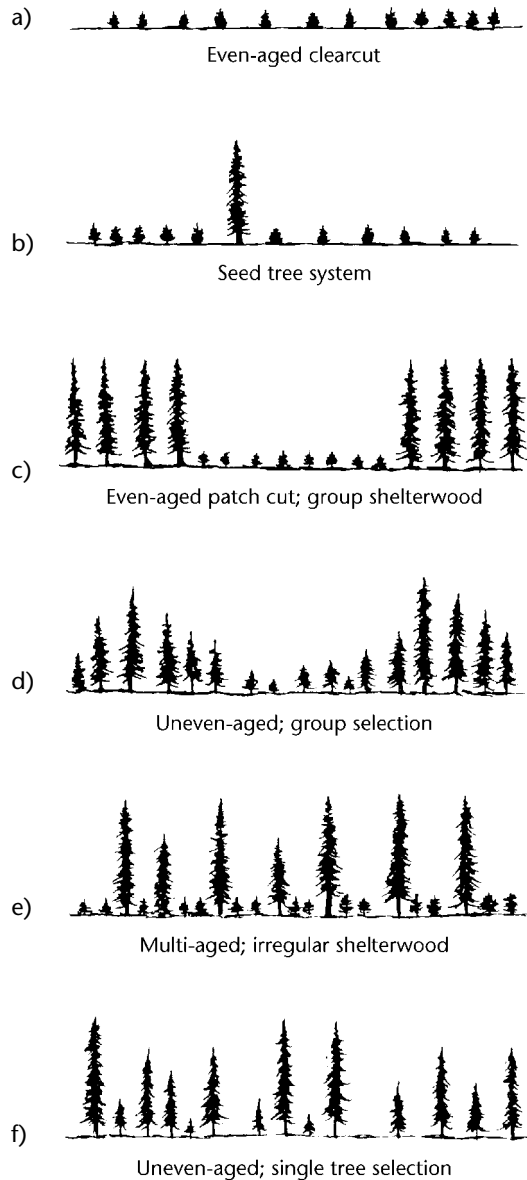 a)
Even-aged clearcut
b)
Seed tree system
c)
Even-aged patch cut; group shelterwood
d)
Uneven-aged; group selection
e)
Multi-aged; irregular shelterwood
f)
Uneven-aged; single tree selection